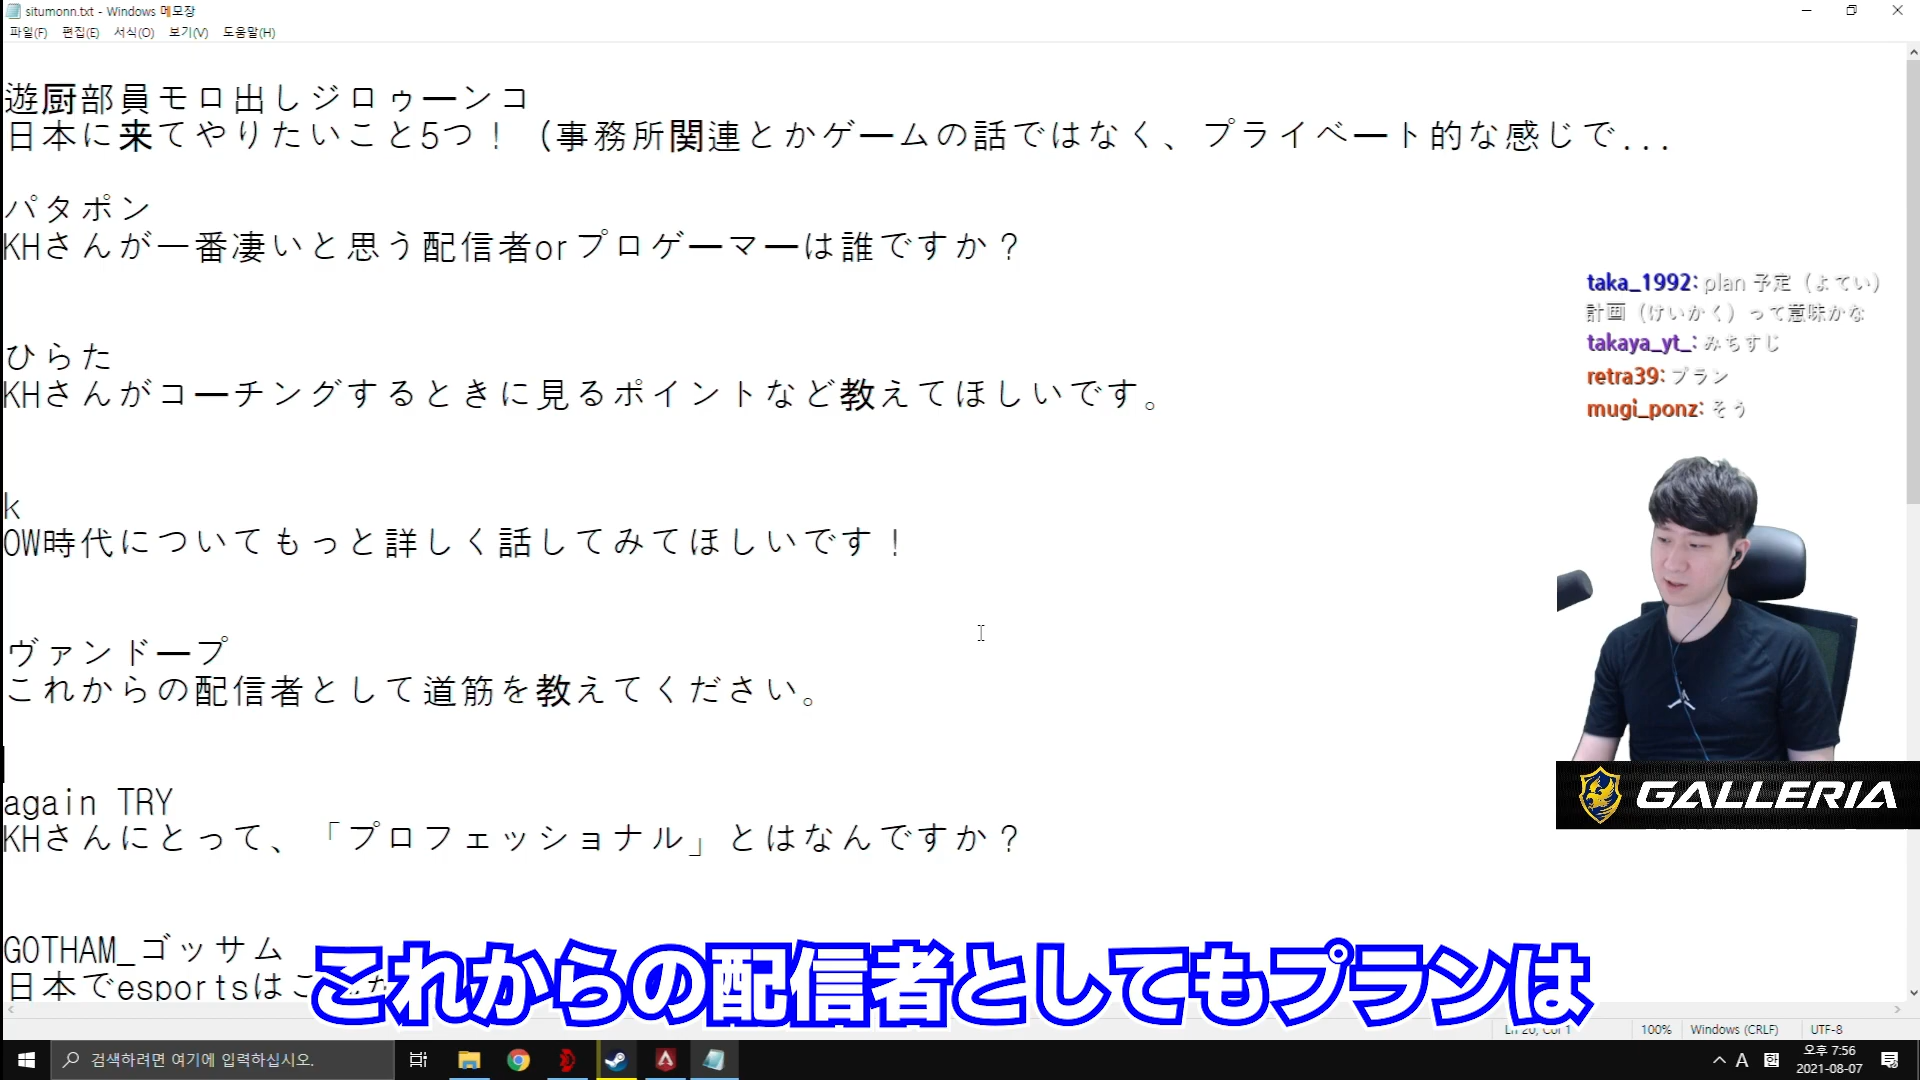 situmonn.txt - Windows 메모장
파일(F) 편집(E) 서식(O) 보기(V) 도움말(H)
遊厨部員モロ出しジロゥーンコ
日本に来てやりたいこと5つ！（事務所関連とかゲームの話ではなく、プライベート的な感じで...
パタポン
KHさんが一番凄いと思う配信者orプロゲーマーは誰ですか？
ひらた
KHさんがコーチングするときに見るポイントなど教えてほしいです。
k
OW時代についてもっと詳しく話してみてほしいです！
ヴァンドープ
これからの配信者として道筋を教えてください。
again TRY
KHさんにとって、「プロフェッショナル」とはなんですか？
GOTHAM_ゴッサム
日本でesportsはこ
taka_1992: plan 予定（よてい）
計画（けいかく）って意味かな
takaya_yt_: みちすじ
retra39: プラン
mugi_ponz: そう
GALLERIA
これからの配信者としてもプランは
Ln 20, Col 1 100% Windows (CRLF) UTF-8
검색하려면 여기에 입력하십시오.
A 한 오후 7:56
2021-08-07